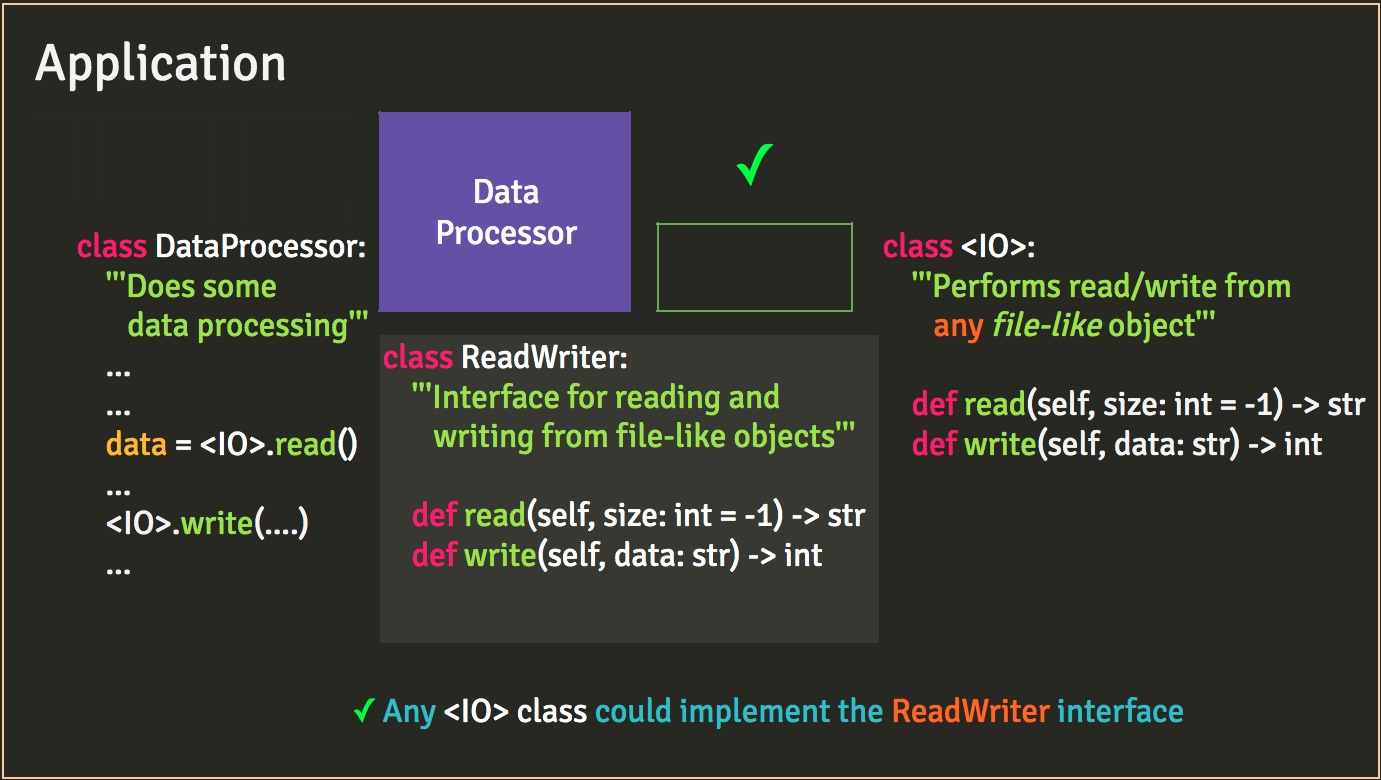 Application
Data
Processor
✓
class DataProcessor:
'''Does some
data processing'''
...
...
data = <IO>.read()
...
<IO>.write(....)
...
class ReadWriter:
'''Interface for reading and
writing from file-like objects'''
def read(self, size: int = -1) -> str
def write(self, data: str) -> int
class <IO>:
'''Performs read/write from
any file-like object'''
def read(self, size: int = -1) -> str
def write(self, data: str) -> int
✓ Any <IO> class could implement the ReadWriter interface